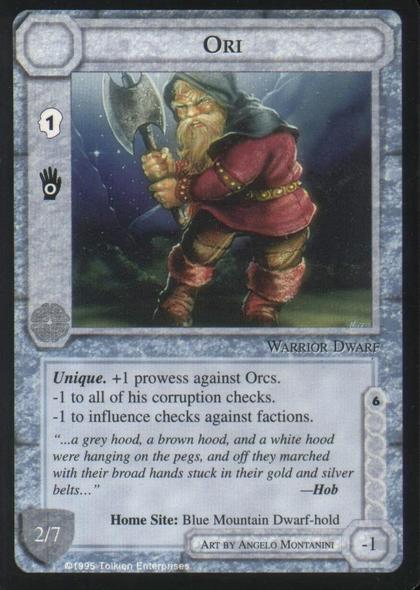 ORI
1
0
WARRIOR DWARF
Unique. +1 prowess against Orcs.
-1 to all of his corruption checks.
-1 to influence checks against factions.
6
"...a grey hood, a brown hood, and a white hood
were hanging on the pegs, and off they marched
with their broad hands stuck in their gold and silver
belts..." —Hob
Home Site: Blue Mountain Dwarf-hold
2/7
ART BY ANGELO MONTANINI
-1
©1995 Tolkien Enterprises